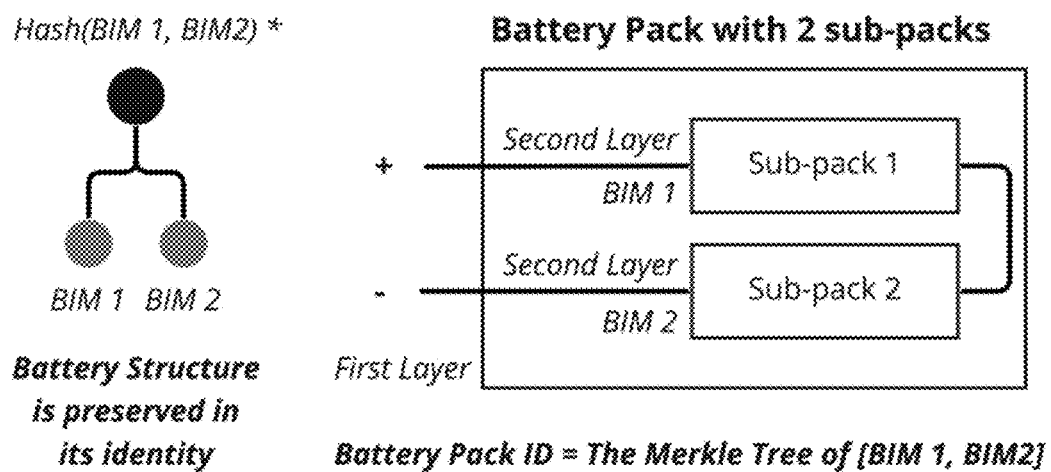 Hash(BIM 1, BIM2) *
BIM 1 BIM 2
Battery Structure
is preserved in
its identity
Battery Pack with 2 sub-packs
+
Second Layer
BIM 1
Sub-pack 1
-
Second Layer
BIM 2
Sub-pack 2
First Layer
Battery Pack ID = The Merkle Tree of [BIM 1, BIM2]